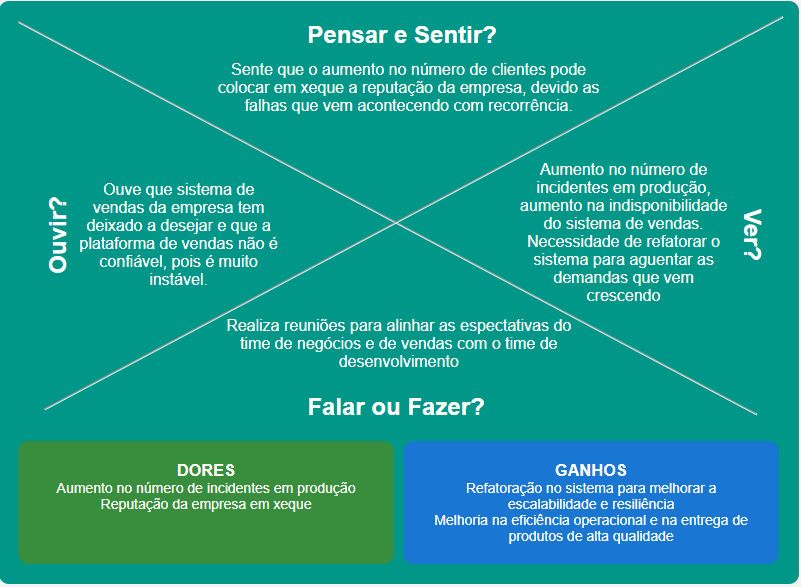 Pensar e Sentir?
Sente que o aumento no número de clientes pode
colocar em xeque a reputação da empresa, devido as
falhas que vem acontecendo com recorrência.
Ouvir?
Ouve que sistema de
vendas da empresa tem
deixado a desejar e que a
plataforma de vendas não é
confiável, pois é muito
instável.
Aumento no número de
incidentes em produção,
aumento na indisponibilidade
do sistema de vendas.
Necessidade de refatorar o
sistema para aguentar as
demandas que vem
crescendo
Ver?
Realiza reuniões para alinhar as espectativas do
time de negócios e de vendas com o time de
desenvolvimento
Falar ou Fazer?
DORES
Aumento no número de incidentes em produção
Reputação da empresa em xeque
GANHOS
Refatoração no sistema para melhorar a
escalabilidade e resiliência
Melhoria na eficiência operacional e na entrega de
produtos de alta qualidade